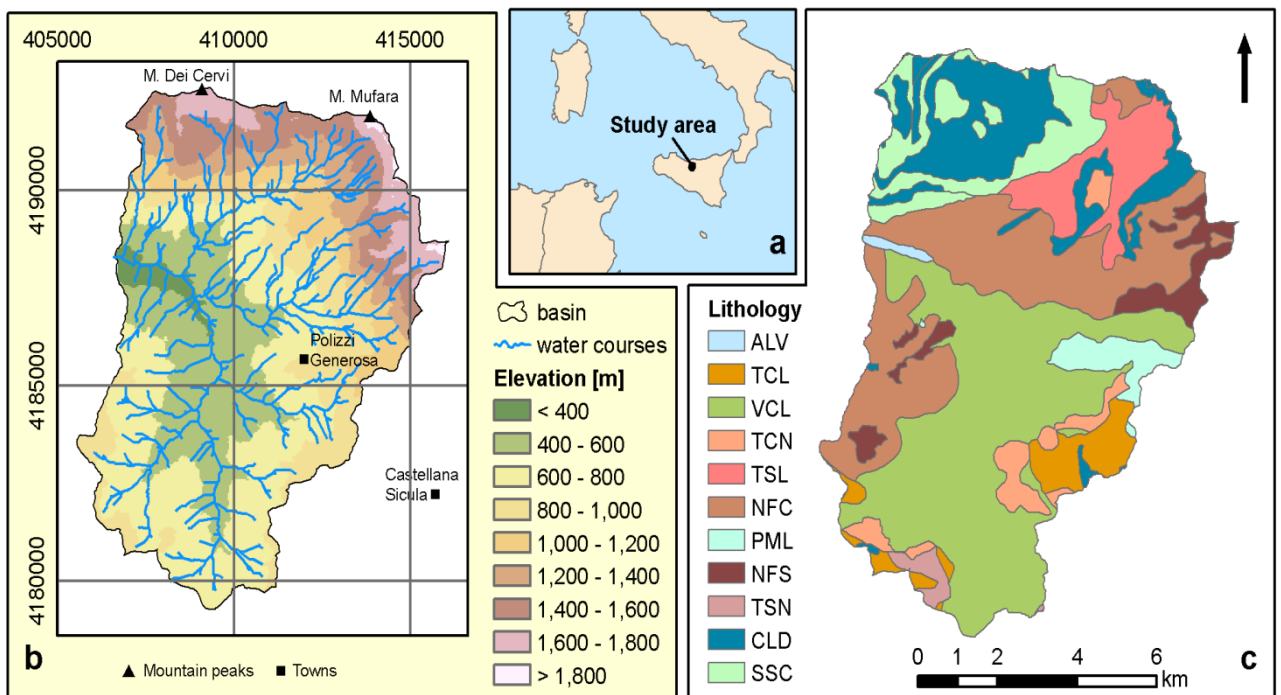 405000 410000 415000
M. Dei Cervi
M. Mufara
4190000
4185000
4180000
Polizzi
Generosa
Castellana
Sicula
b
Mountain peaks
Towns
Study area
a
basin
water courses
Elevation [m]
< 400
400 - 600
600 - 800
800 - 1,000
1,000 - 1,200
1,200 - 1,400
1,400 - 1,600
1,600 - 1,800
> 1,800
Lithology
ALV
TCL
VCL
TCN
TSL
NFC
PML
NFS
TSN
CLD
SSC
0 1 2 4 6
km
c